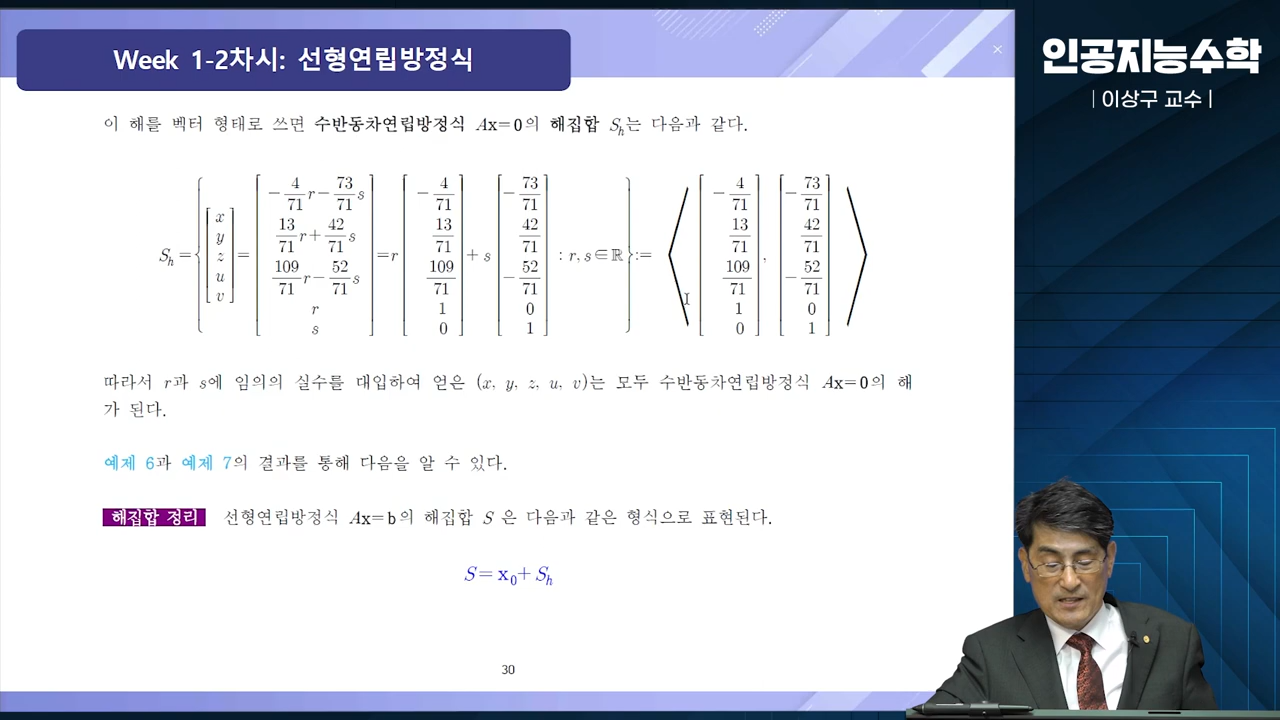 Week 1-2차시: 선형연립방정식
×
인공지능수학
| 이상구 교수 |
이 해를 벡터 형태로 쓰면 수반동차연립방정식 Ax=0의 해집합 S_h는 다음과 같다.
S_h = { [x y z u v] = [-4/71 r - 73/71 s, 13/71 r + 42/71 s, 109/71 r - 52/71 s, r, s] = r [-4/71, 13/71, 109/71, 1, 0] + s [-73/71, 42/71, -52/71, 0, 1] : r, s∈ℝ } := 〈 [-4/71, 13/71, 109/71, 1, 0], [-73/71, 42/71, -52/71, 0, 1] 〉
따라서 r과 s에 임의의 실수를 대입하여 얻은 (x, y, z, u, v)는 모두 수반동차연립방정식 Ax=0의 해
가 된다.
예제 6과 예제 7의 결과를 통해 다음을 알 수 있다.
해집합 정리 선형연립방정식 Ax=b의 해집합 S 은 다음과 같은 형식으로 표현된다.
S = x_0 + S_h
30